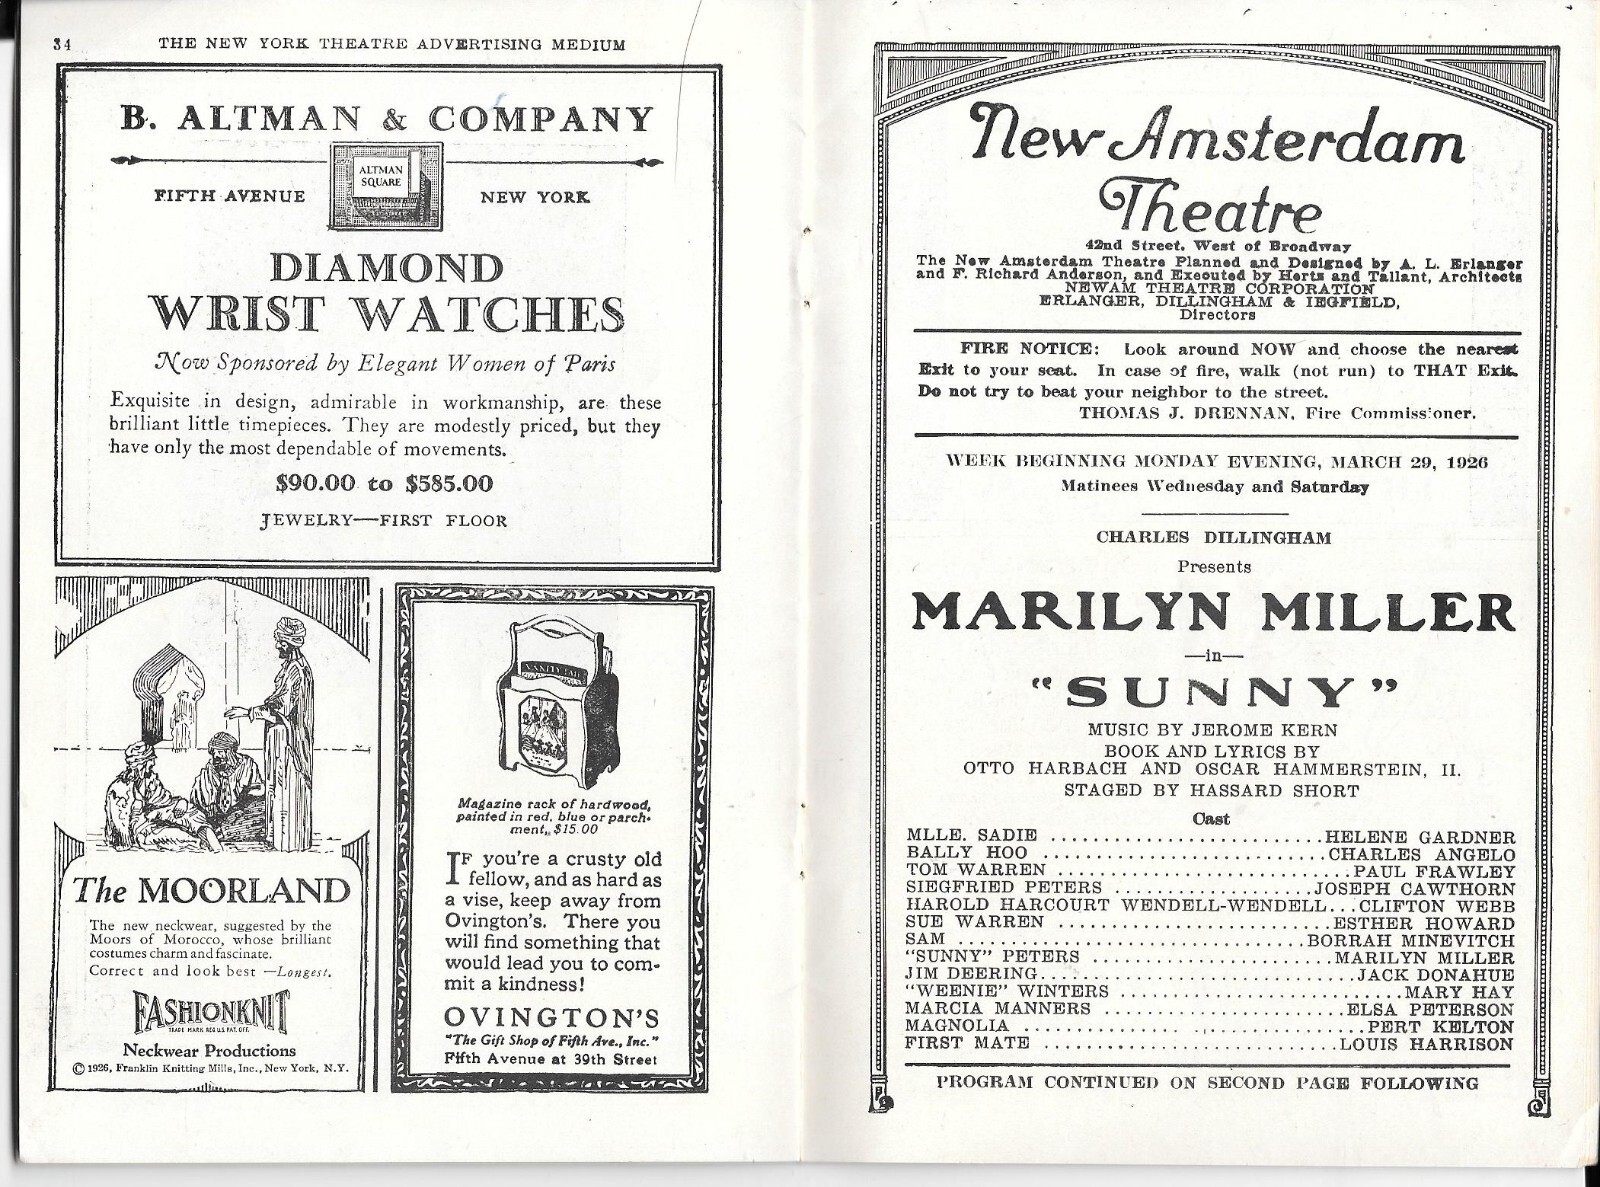 34
THE NEW YORK THEATRE ADVERTISING MEDIUM
B. ALTMAN & COMPANY
ALTMAN
SQUARE
FIFTH AVENUE NEW YORK
DIAMOND
WRIST WATCHES
Now Sponsored by Elegant Women of Paris
Exquisite in design, admirable in workmanship, are these
brilliant little timepieces. They are modestly priced, but they
have only the most dependable of movements.
$90.00 to $585.00
JEWELRY—FIRST FLOOR
The MOORLAND
The new neckwear, suggested by the
Moors of Morocco, whose brilliant
costumes charm and fascinate.
Correct and look best —Longest.
FASHIONKNIT
TRADE MARK REG U.S. PAT. OFF.
Neckwear Productions
© 1926, Franklin Knitting Mills, Inc., New York, N.Y.
VANITY FAIR
Magazine rack of hardwood,
painted in red, blue or parch-
ment, $15.00
IF you're a crusty old
fellow, and as hard as
a vise, keep away from
Ovington's. There you
will find something that
would lead you to com-
mit a kindness!
OVINGTON'S
"The Gift Shop of Fifth Ave., Inc."
Fifth Avenue at 39th Street
New Amsterdam
Theatre
42nd Street. West of Broadway
The New Amsterdam Theatre Planned and Designed by A. L. Erlanger
and F. Richard Anderson, and Executed by Herts and Tallant, Architects
NEWAM THEATRE CORPORATION
ERLANGER, DILLINGHAM & IEGFIELD,
Directors
FIRE NOTICE: Look around NOW and choose the nearest
Exit to your seat. In case of fire, walk (not run) to THAT Exit.
Do not try to beat your neighbor to the street.
THOMAS J. DRENNAN, Fire Commissioner.
WEEK BEGINNING MONDAY EVENING, MARCH 29, 1926
Matinees Wednesday and Saturday
CHARLES DILLINGHAM
Presents
MARILYN MILLER
—in—
"SUNNY"
MUSIC BY JEROME KERN
BOOK AND LYRICS BY
OTTO HARBACH AND OSCAR HAMMERSTEIN, II.
STAGED BY HASSARD SHORT
Cast
MLLE. SADIE ............................HELENE GARDNER
BALLY HOO .............................CHARLES ANGELO
TOM WARREN ...............................PAUL FRAWLEY
SIEGFRIED PETERS ....................JOSEPH CAWTHORN
HAROLD HARCOURT WENDELL-WENDELL...CLIFTON WEBB
SUE WARREN .............................ESTHER HOWARD
SAM .....................................BORRAH MINEVITCH
"SUNNY" PETERS .........................MARILYN MILLER
JIM DEERING................................JACK DONAHUE
"WEENIE" WINTERS .............................MARY HAY
MARCIA MANNERS ..........................ELSA PETERSON
MAGNOLIA ....................................PERT KELTON
FIRST MATE ...............................LOUIS HARRISON
PROGRAM CONTINUED ON SECOND PAGE FOLLOWING